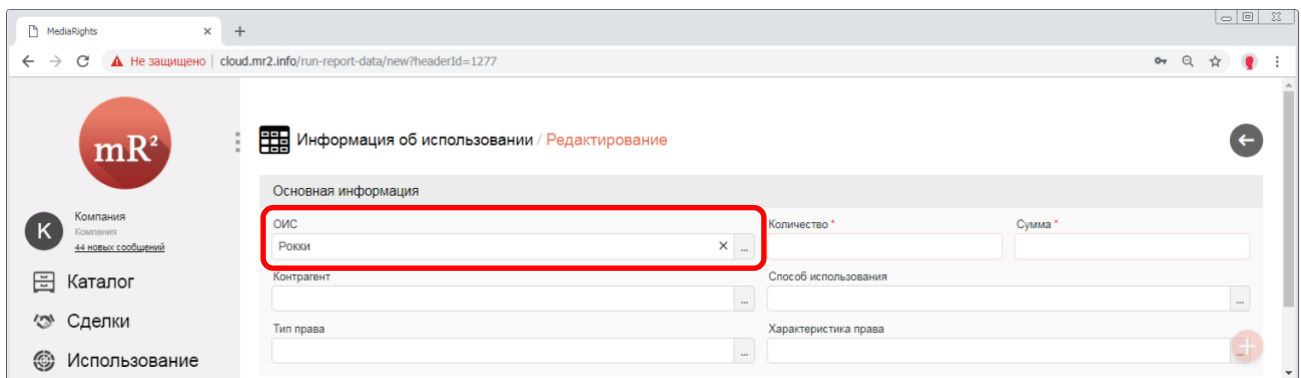 MediaRights
Не защищено | cloud.mr2.info/run-report-data/new?headerId=1277
mR²
Информация об использовании / Редактирование
Основная информация
К
Компания
Компания
44 новых сообщений
ОИС
Количество *
Сумма *
Рокки
...
Каталог
Контрагент
Способ использования
...
...
Сделки
Тип права
Характеристика права
...
...
Использование